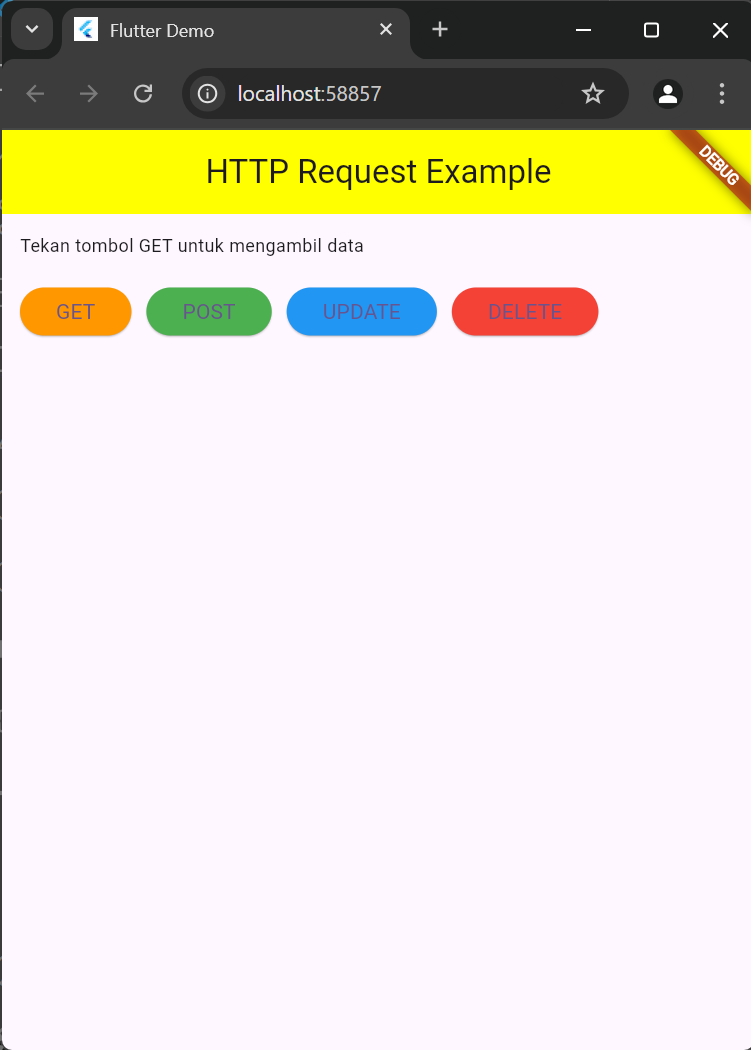 Flutter Demo
localhost:58857
HTTP Request Example
DEBUG
Tekan tombol GET untuk mengambil data
GET POST UPDATE DELETE